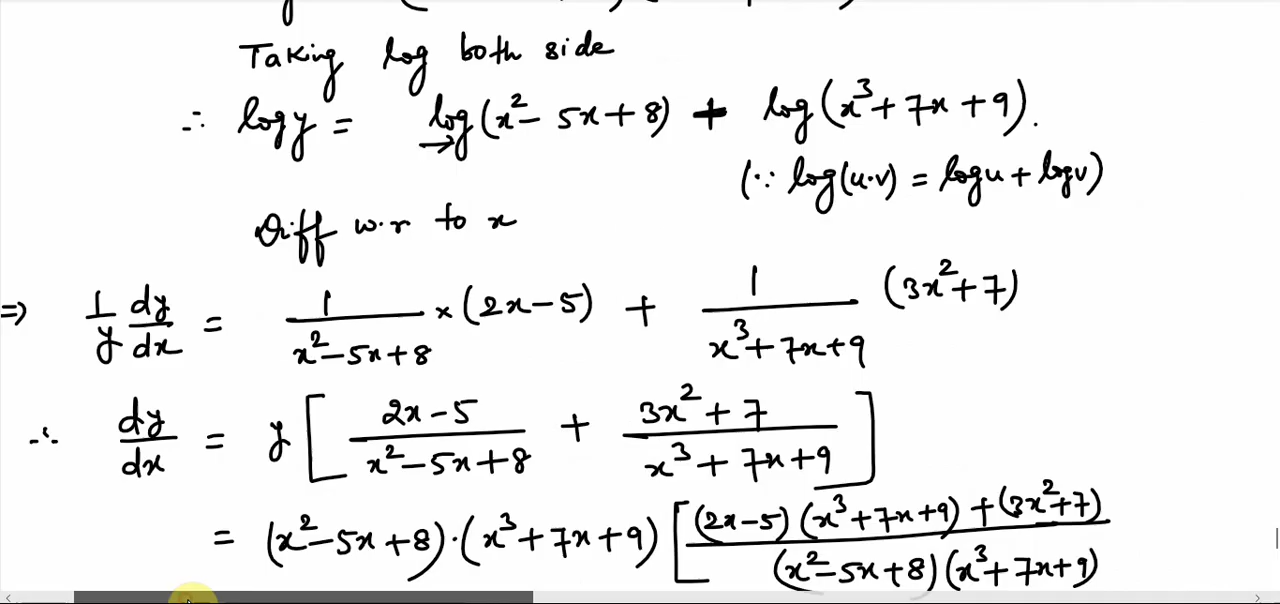 Taking log both side
∴ log y = log(x² - 5x + 8) + log(x³ + 7x + 9).
(∵ log(u·v) = log u + log v)
Diff w.r to x
⇒ 1/y dy/dx = 1/(x² - 5x + 8) × (2x - 5) + 1/(x³ + 7x + 9) (3x² + 7)
∴ dy/dx = y [ (2x - 5)/(x² - 5x + 8) + (3x² + 7)/(x³ + 7x + 9) ]
= (x² - 5x + 8)·(x³ + 7x + 9) [ (2x - 5)(x³ + 7x + 9) + (3x² + 7) / (x² - 5x + 8)(x³ + 7x + 9)